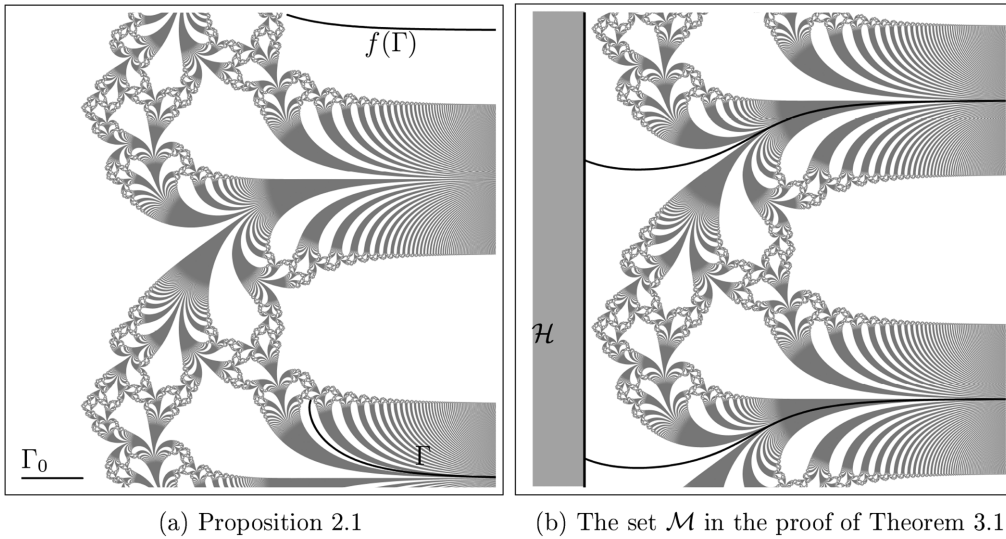 f(Γ)
Γ₀
Γ
ℋ
(a) Proposition 2.1
(b) The set ℳ in the proof of Theorem 3.1